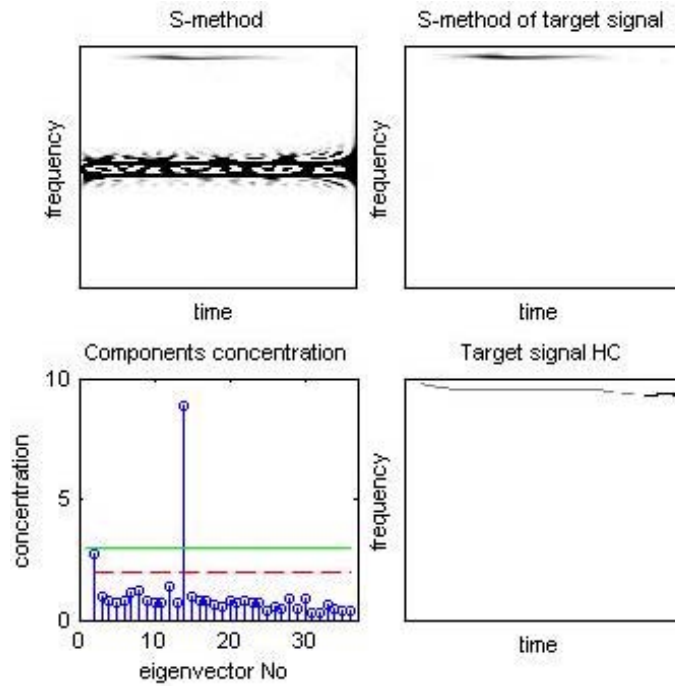 S-method
frequency
time
S-method of target signal
frequency
time
Components concentration
concentration
10
5
0
0 10 20 30
eigenvector No
Target signal HC
frequency
time